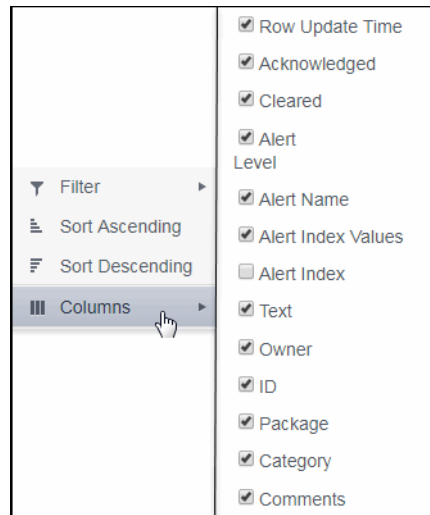 Filter
Sort Ascending
Sort Descending
Columns
Row Update Time
Acknowledged
Cleared
Alert
Level
Alert Name
Alert Index Values
Alert Index
Text
Owner
ID
Package
Category
Comments